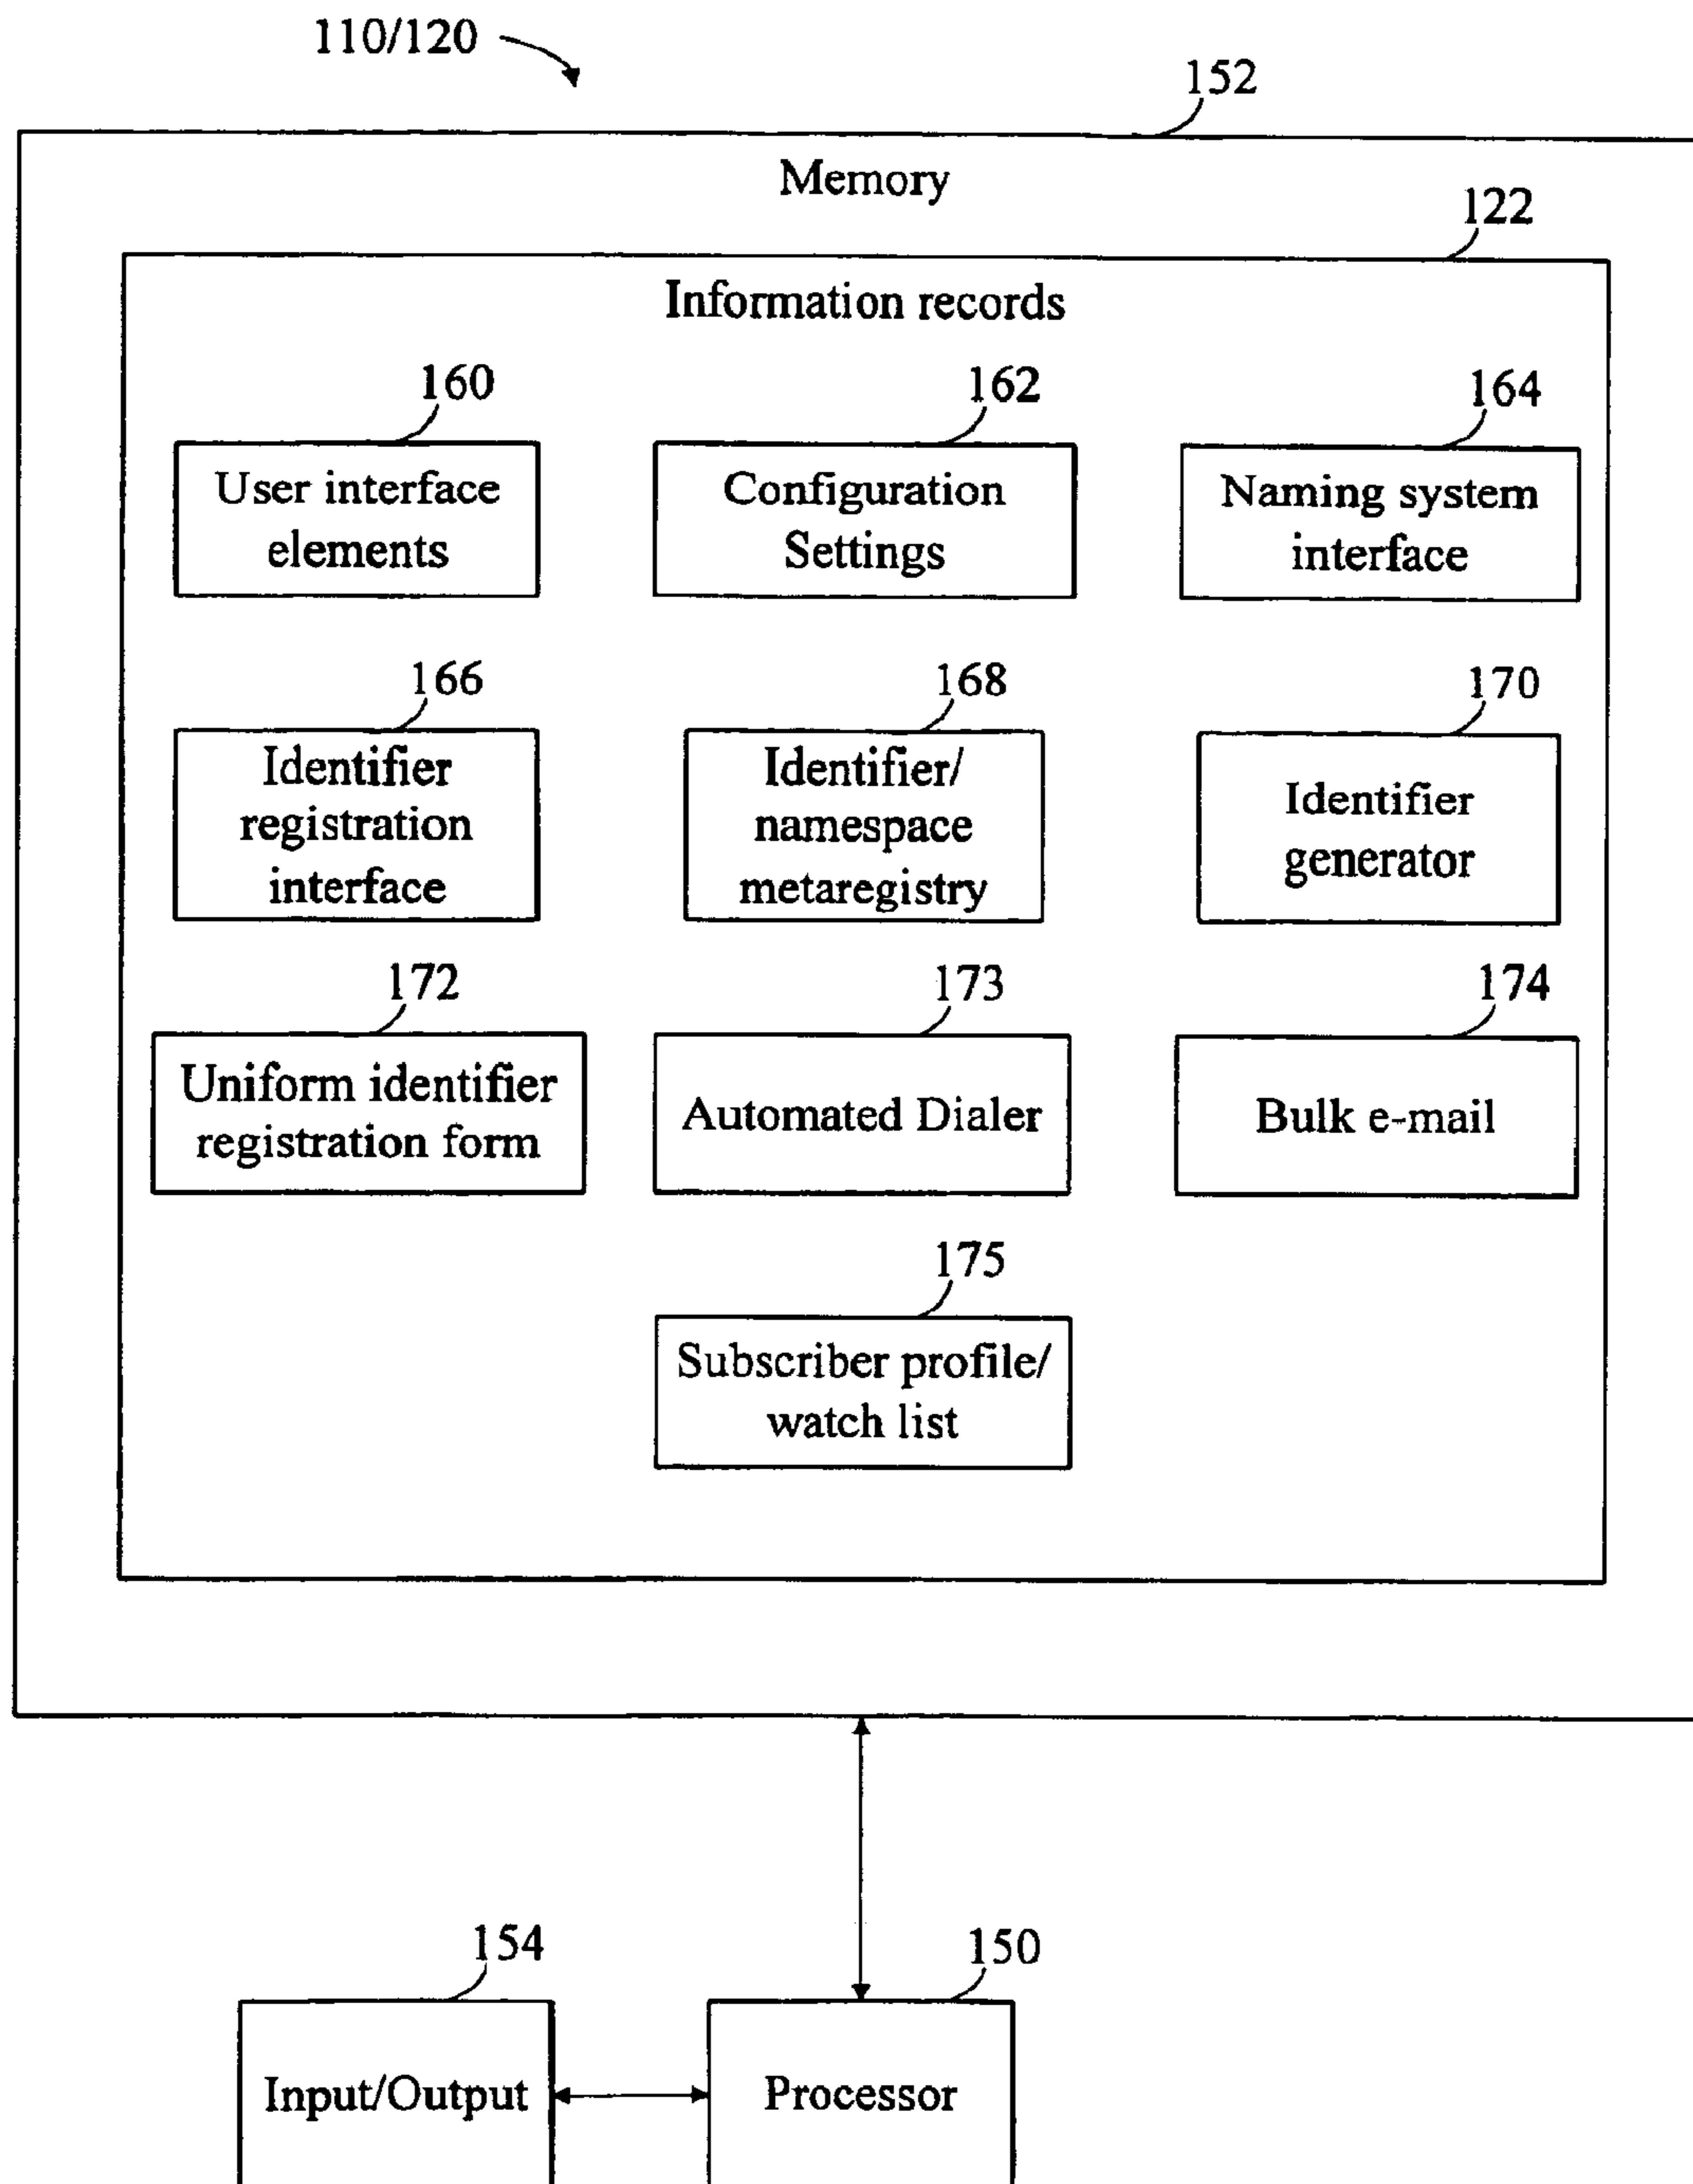 110/120
152
Memory
122
Information records
160
162
164
User interface
elements
Configuration
Settings
Naming system
interface
166
168
170
Identifier
registration
interface
Identifier/
namespace
metaregistry
Identifier
generator
172
173
174
Uniform identifier
registration form
Automated Dialer
Bulk e-mail
175
Subscriber profile/
watch list
154
150
Input/Output
Processor